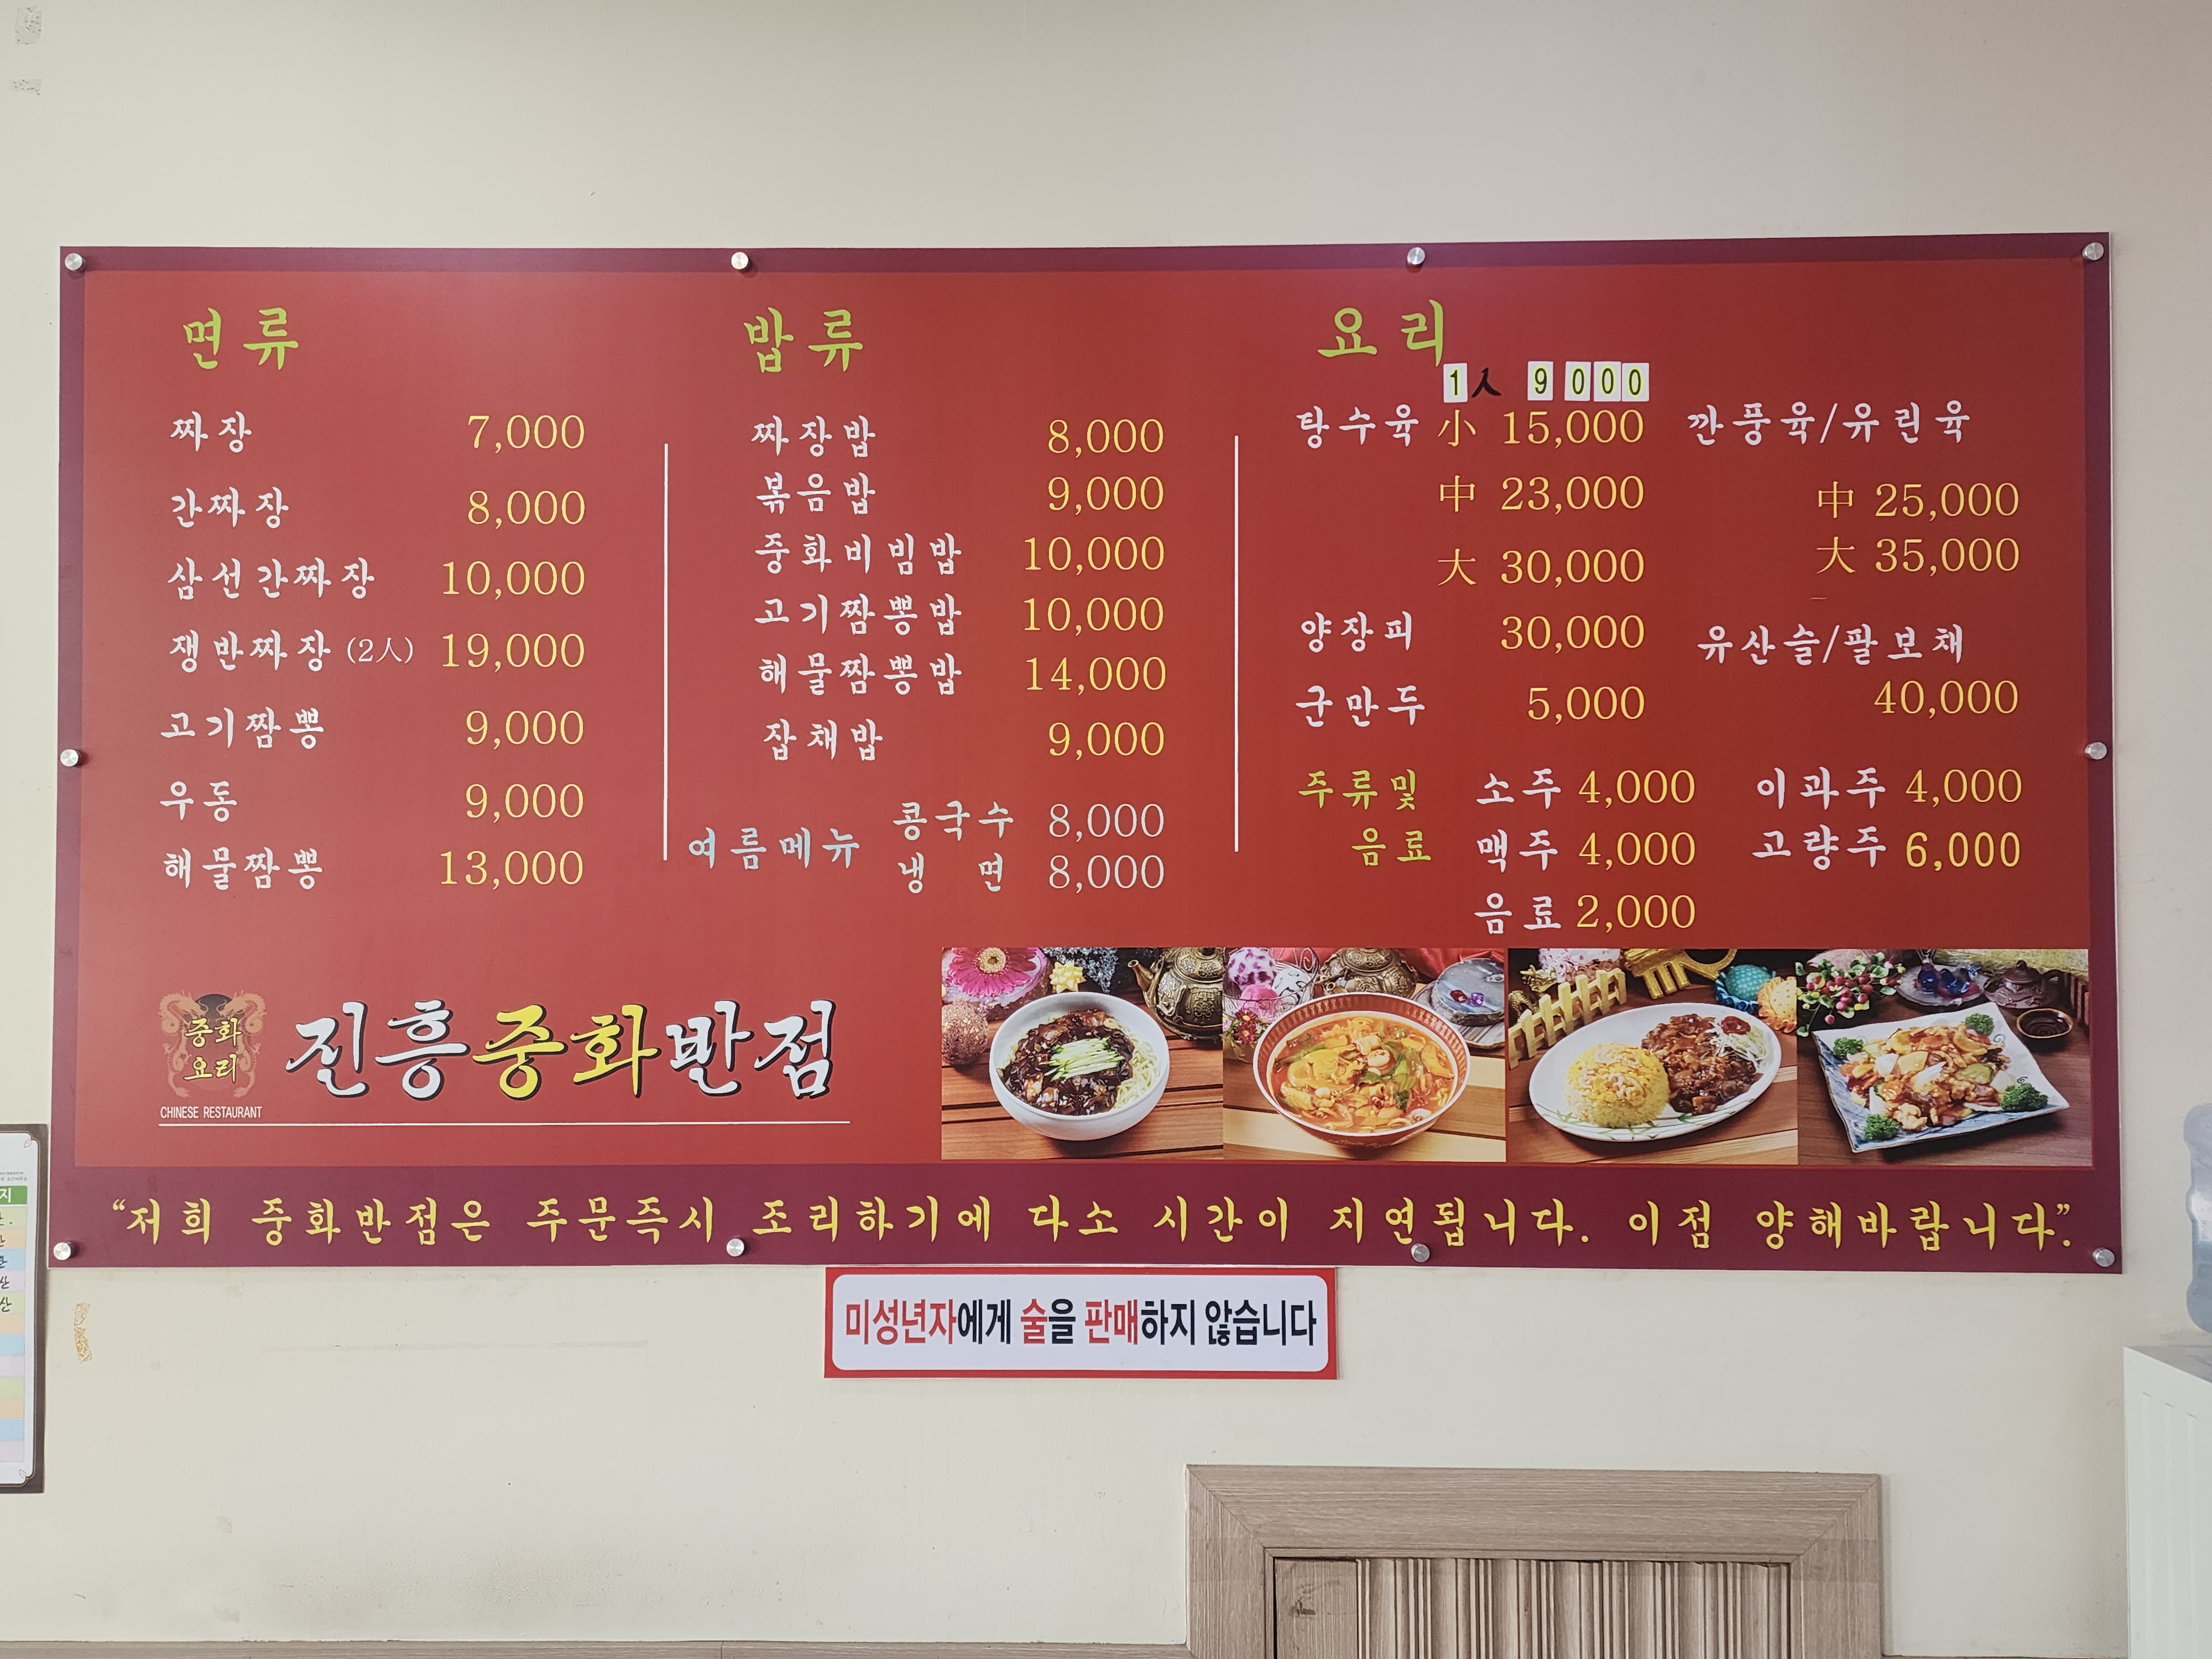 면류
짜장 7,000
간짜장 8,000
삼선간짜장 10,000
쟁반짜장 (2人) 19,000
고기짬뽕 9,000
우동 9,000
해물짬뽕 13,000
밥류
짜장밥 8,000
볶음밥 9,000
중화비빔밥 10,000
고기짬뽕밥 10,000
해물짬뽕밥 14,000
잡채밥 9,000
여름메뉴
콩국수 8,000
냉 면 8,000
요리
1人 9000
탕수육 小 15,000
中 23,000
大 30,000
양장피 30,000
군만두 5,000
깐풍육/유린육
中 25,000
大 35,000
유산슬/팔보채
40,000
주류및
음료
소주 4,000
맥주 4,000
음료 2,000
이과주 4,000
고량주 6,000
중화
요리
CHINESE RESTAURANT
진흥중화반점
“저희 중화반점은 주문즉시 조리하기에 다소 시간이 지연됩니다. 이점 양해바랍니다.”
미성년자에게 술을 판매하지 않습니다